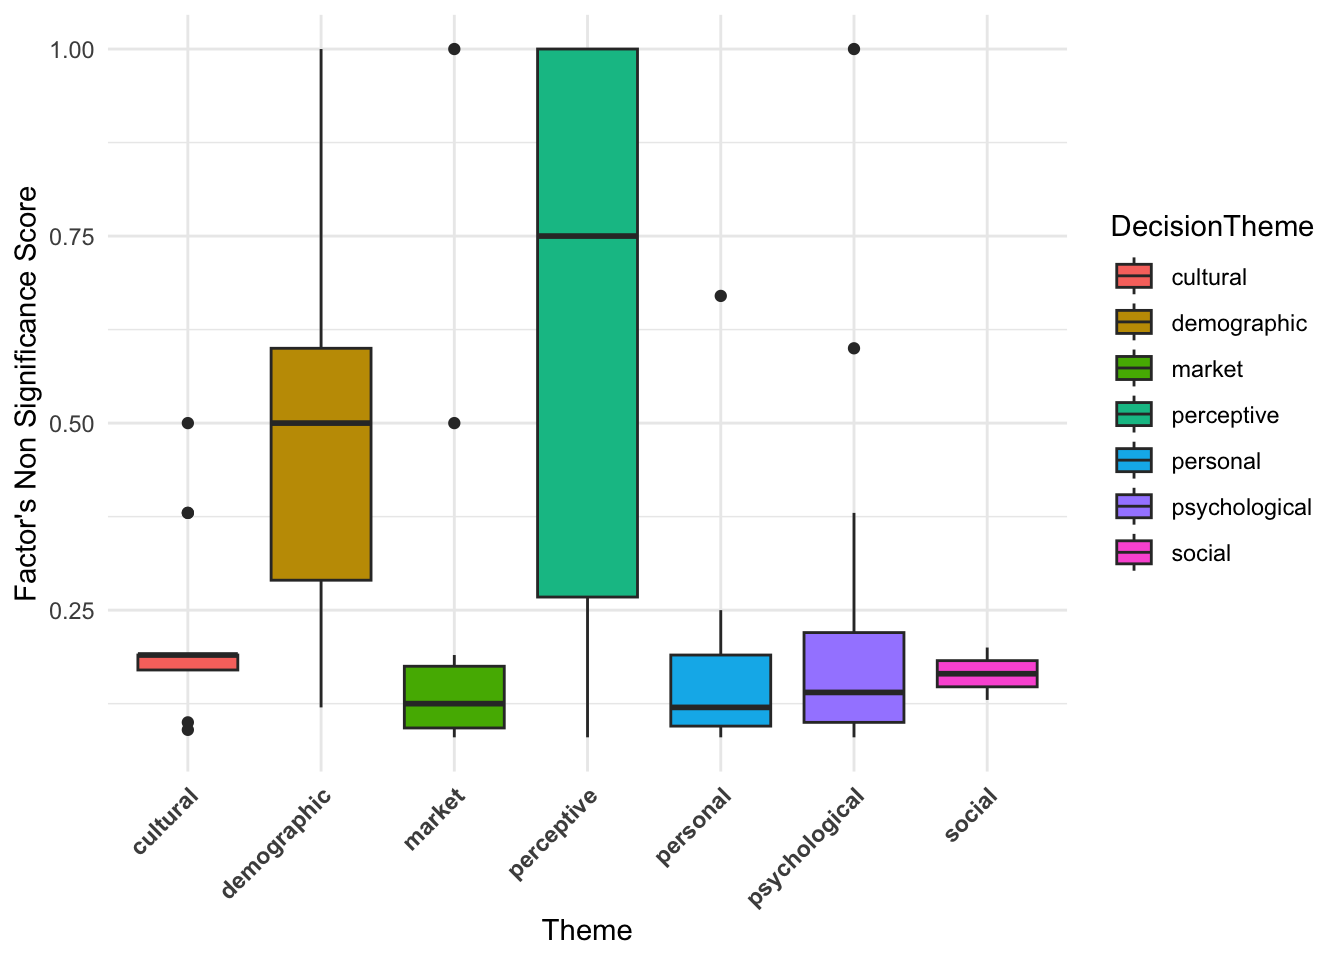 Factor's Non Significance Score
1.00
0.75
0.50
0.25
cultural
demographic
market
perceptive
personal
psychological
social
Theme
DecisionTheme
cultural
demographic
market
perceptive
personal
psychological
social